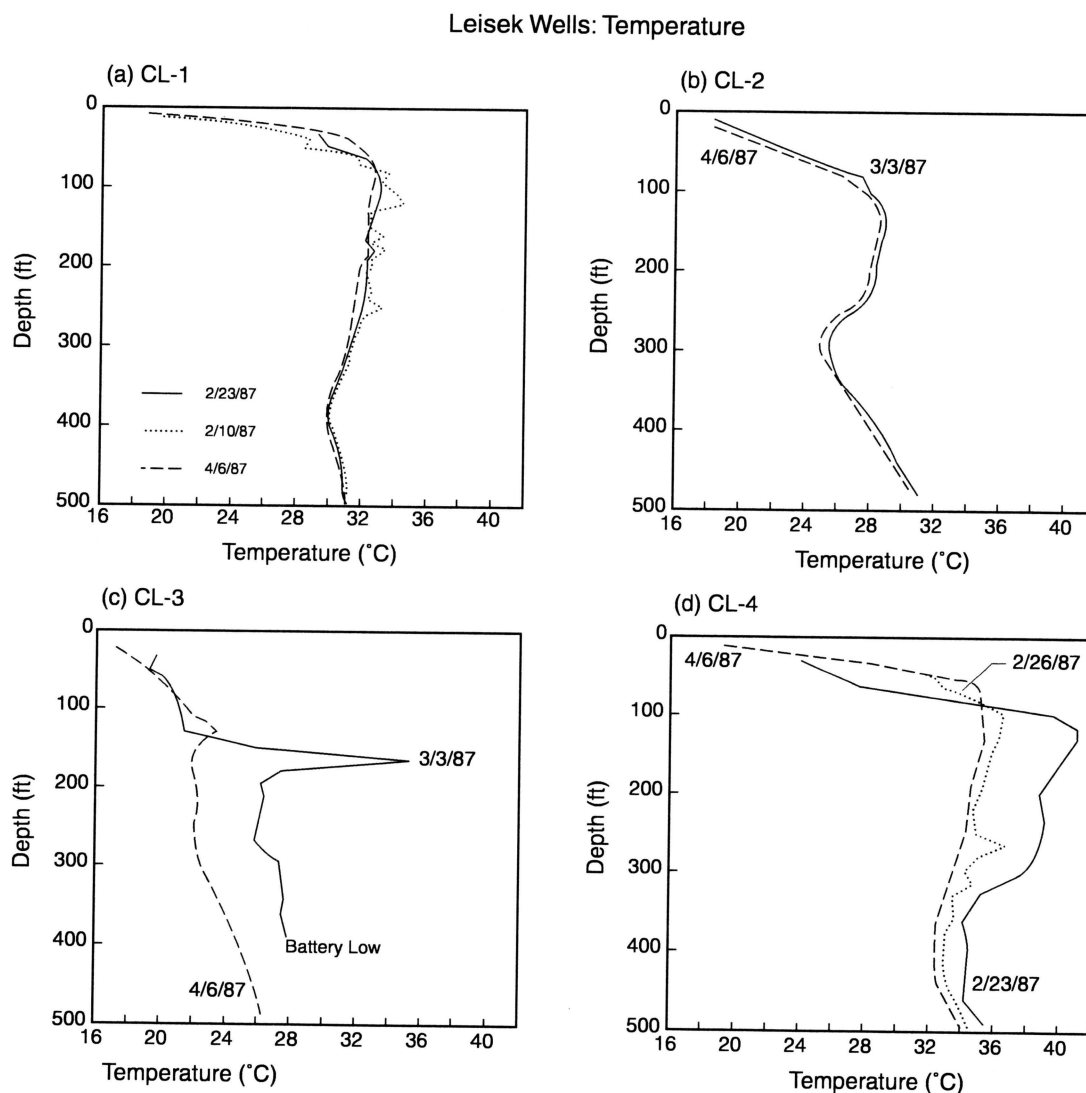 Leisek Wells: Temperature
(a) CL-1
0
100
200
300
400
500
Depth (ft)
2/23/87
2/10/87
4/6/87
16 20 24 28 32 36 40
Temperature (˚C)
(b) CL-2
0
100
200
300
400
500
Depth (ft)
4/6/87
3/3/87
16 20 24 28 32 36 40
Temperature (˚C)
(c) CL-3
0
100
200
300
400
500
Depth (ft)
3/3/87
Battery Low
4/6/87
16 20 24 28 32 36 40
Temperature (˚C)
(d) CL-4
0
100
200
300
400
500
Depth (ft)
4/6/87
2/26/87
2/23/87
16 20 24 28 32 36 40
Temperature (˚C)